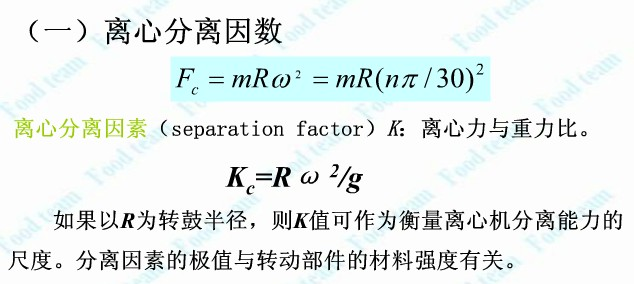 （一）离心分离因数
F_c = mRω² = mR(nπ/30)²
离心分离因素（separation factor）K：离心力与重力比。
K_c=Rω²/g
如果以R为转鼓半径，则K值可作为衡量离心机分离能力的
尺度。分离因素的极值与转动部件的材料强度有关。
Food team